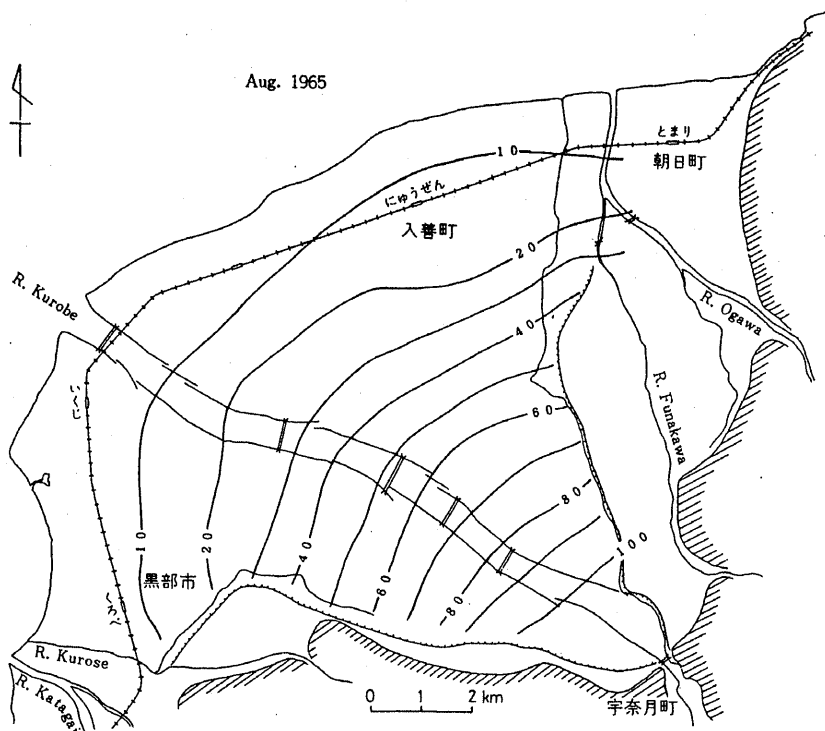 Aug. 1965
とまり
朝日町
10
にゅうぜん
入善町
20
R. Kurobe
R. Ogawa
40
いくじ
R. Funakawa
60
80
100
10
20
40
60
80
黒部市
くろべ
R. Kurose
R. Katagai
0 1 2 km
宇奈月町